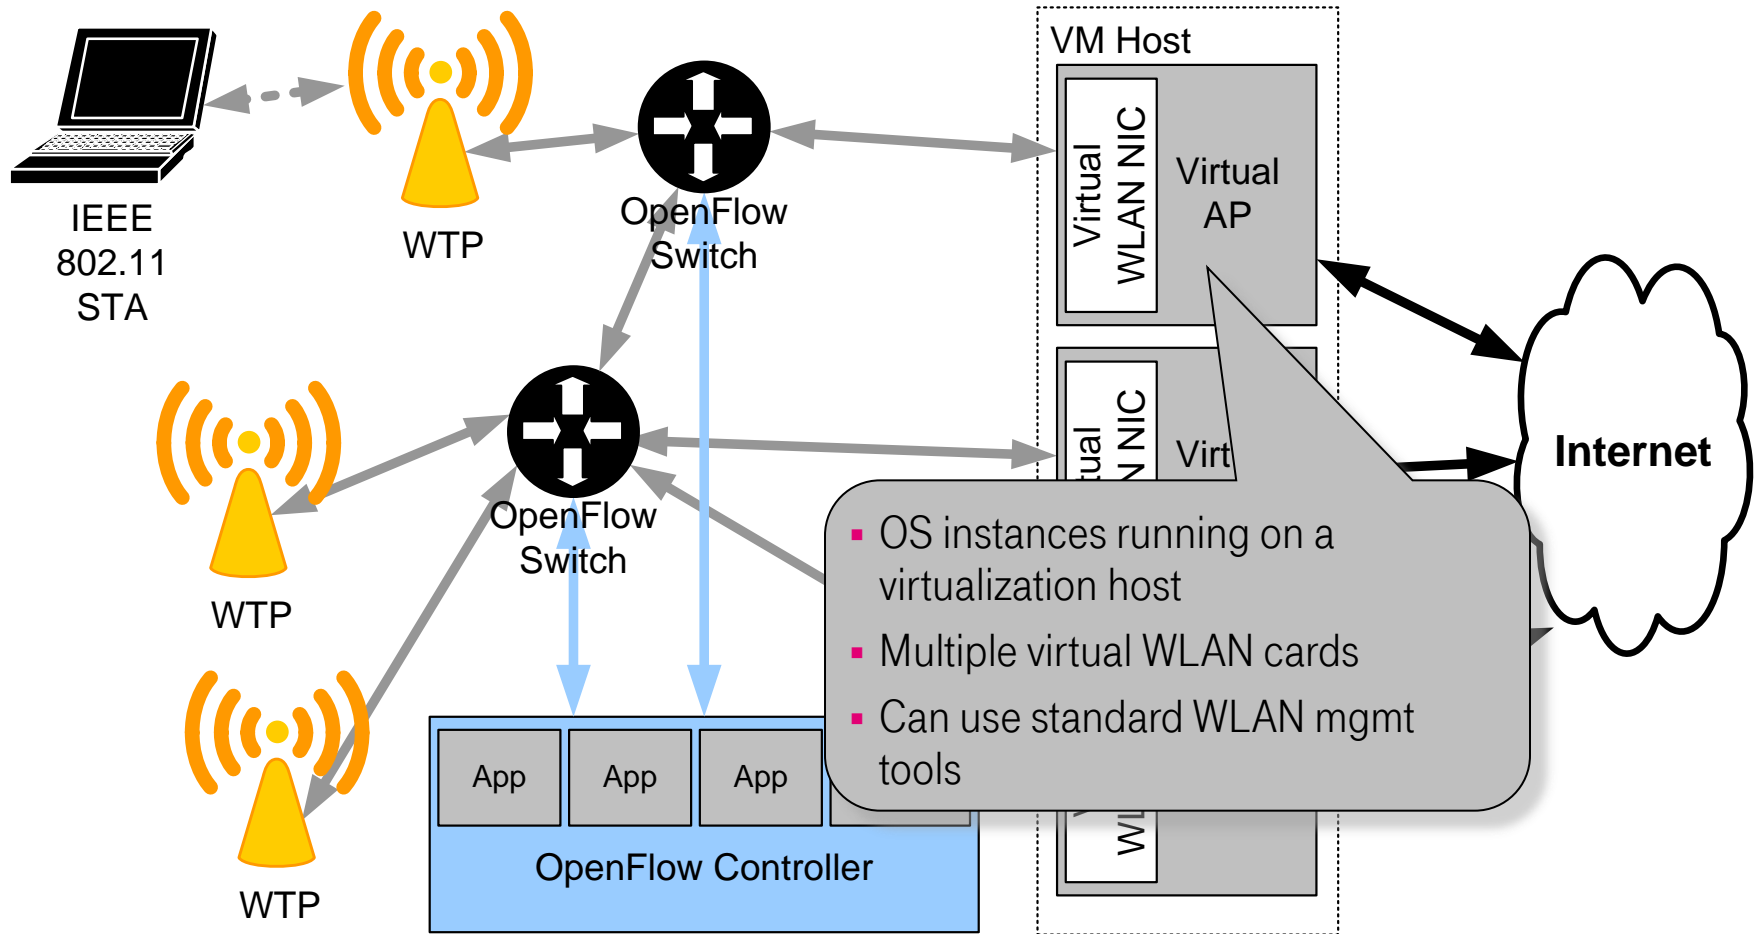 VM Host
IEEE
802.11
STA
WTP
OpenFlow
Switch
Virtual
WLAN NIC
Virtual
AP
NIC
Internet
OpenFlow
Switch
WTP
▪ OS instances running on a
virtualization host
▪ Multiple virtual WLAN cards
▪ Can use standard WLAN mgmt
tools
App
App
App
OpenFlow Controller
WTP